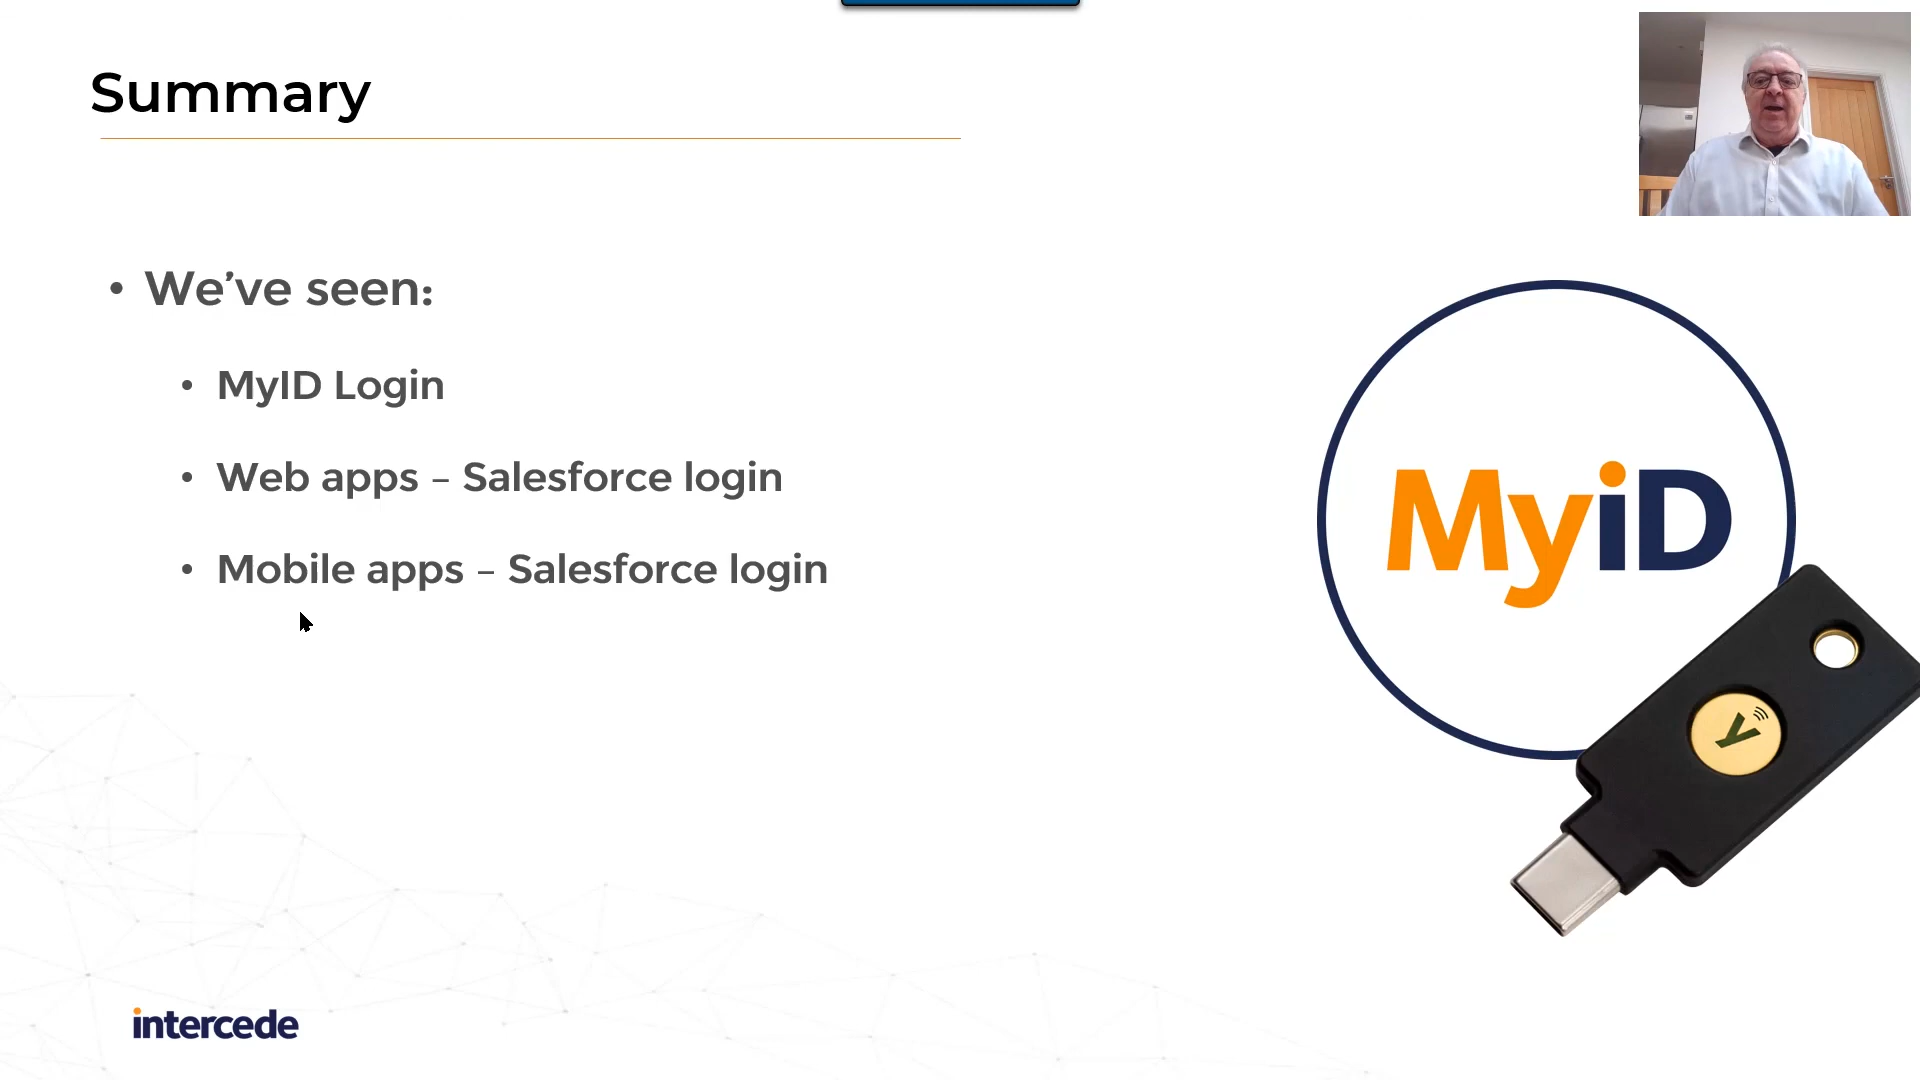 Summary
• We’ve seen:
• MyID Login
• Web apps – Salesforce login
• Mobile apps – Salesforce login
MyiD
y
intercede